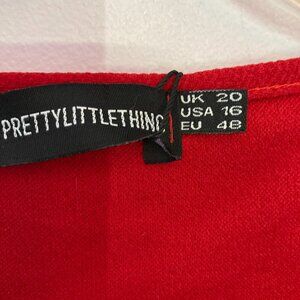 PRETTYLITTLETHING
UK 20
USA 16
EU 48